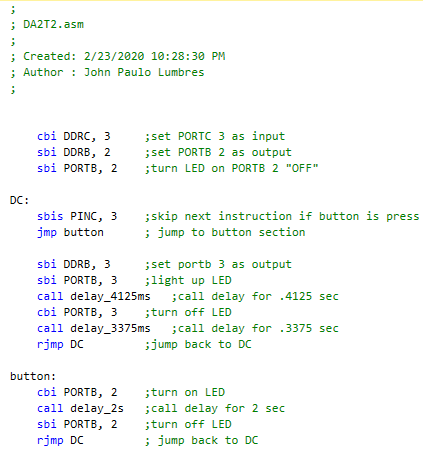 ;
; DA2T2.asm
;
; Created: 2/23/2020 10:28:30 PM
; Author : John Paulo Lumbres
;
cbi DDRC, 3 ;set PORTC 3 as input
sbi DDRB, 2 ;set PORTB 2 as output
sbi PORTB, 2 ;turn LED on PORTB 2 "OFF"
DC:
sbis PINC, 3 ;skip next instruction if button is press
jmp button ; jump to button section
sbi DDRB, 3 ;set portb 3 as output
sbi PORTB, 3 ;light up LED
call delay_4125ms ;call delay for .4125 sec
cbi PORTB, 3 ;turn off LED
call delay_3375ms ;call delay for .3375 sec
rjmp DC ;jump back to DC
button:
cbi PORTB, 2 ;turn on LED
call delay_2s ;call delay for 2 sec
sbi PORTB, 2 ;turn off LED
rjmp DC ; jump back to DC